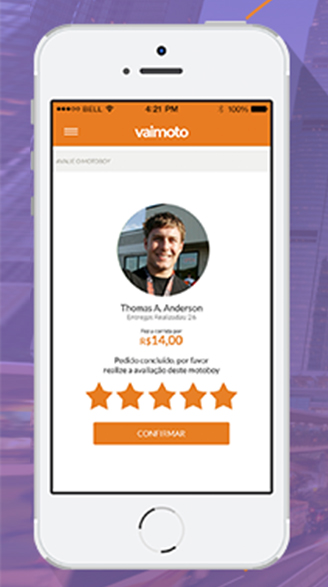 BELL 4:21 PM 100%
vaimoto
AVALIE O MOTOBOY
Thomas A. Anderson
Entregas Realizadas: 24
Fez a corrida por
R$14,00
Pedido concluído, por favor
realize a avaliação deste motoboy
CONFIRMAR